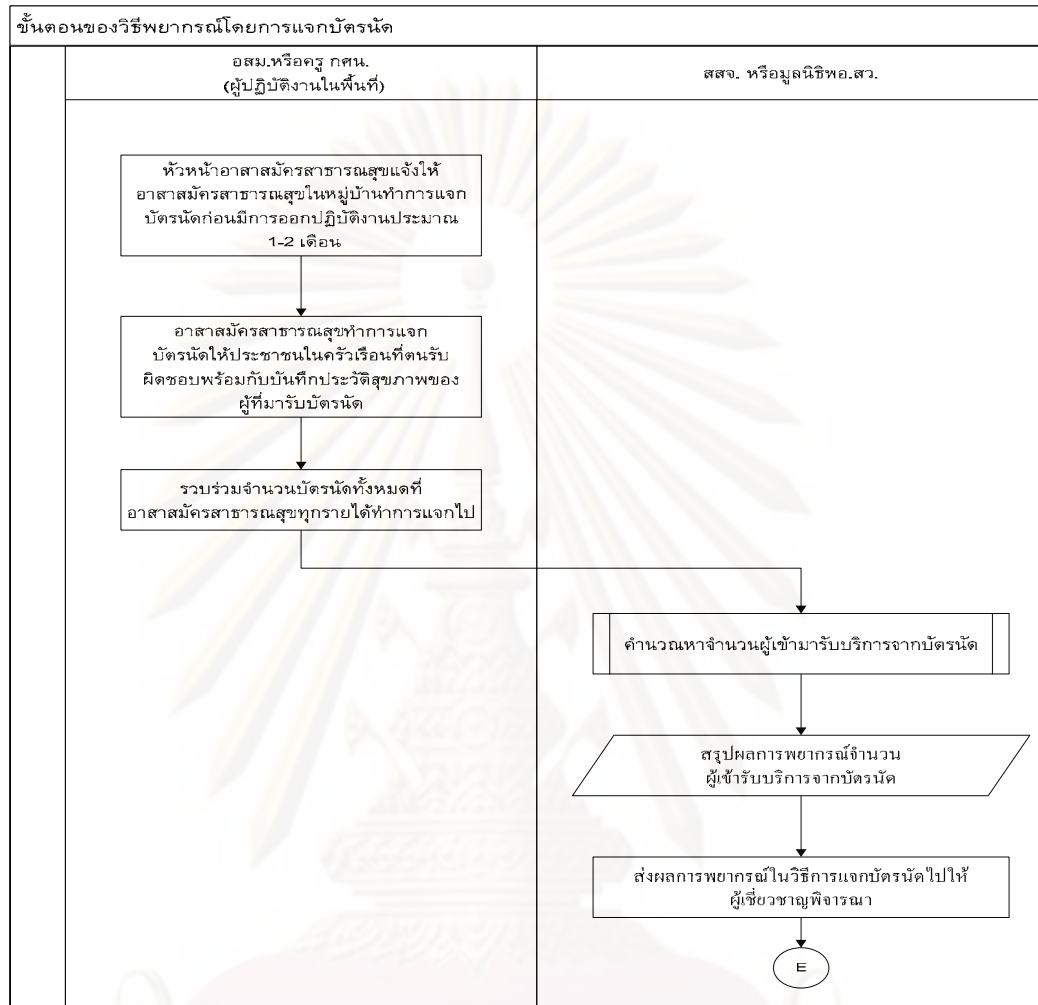 ขั้นตอนของวิธีพยากรณ์โดยการแจกบัตรนัด
อสม.หรือครู กศน.
(ผู้ปฏิบัติงานในพื้นที่)
สสจ. หรือมูลนิธิพอ.สว.
หัวหน้าอาสาสมัครสาธารณสุขแจ้งให้
อาสาสมัครสาธารณสุขในหมู่บ้านทำการแจก
บัตรนัดก่อนมีการออกปฏิบัติงานประมาณ
1-2 เดือน
อาสาสมัครสาธารณสุขทำการแจก
บัตรนัดให้ประชาชนในครัวเรือนที่ตนรับ
ผิดชอบพร้อมกับบันทึกประวัติสุขภาพของ
ผู้ที่มารับบัตรนัด
รวบร่วมจำนวนบัตรนัดทั้งหมดที่
อาสาสมัครสาธารณสุขทุกรายได้ทำการแจกไป
คำนวณหาจำนวนผู้เข้ามารับบริการจากบัตรนัด
สรุปผลการพยากรณ์จำนวน
ผู้เข้ารับบริการจากบัตรนัด
ส่งผลการพยากรณ์ในวิธีการแจกบัตรนัดไปให้
ผู้เชี่ยวชาญพิจารณา
E